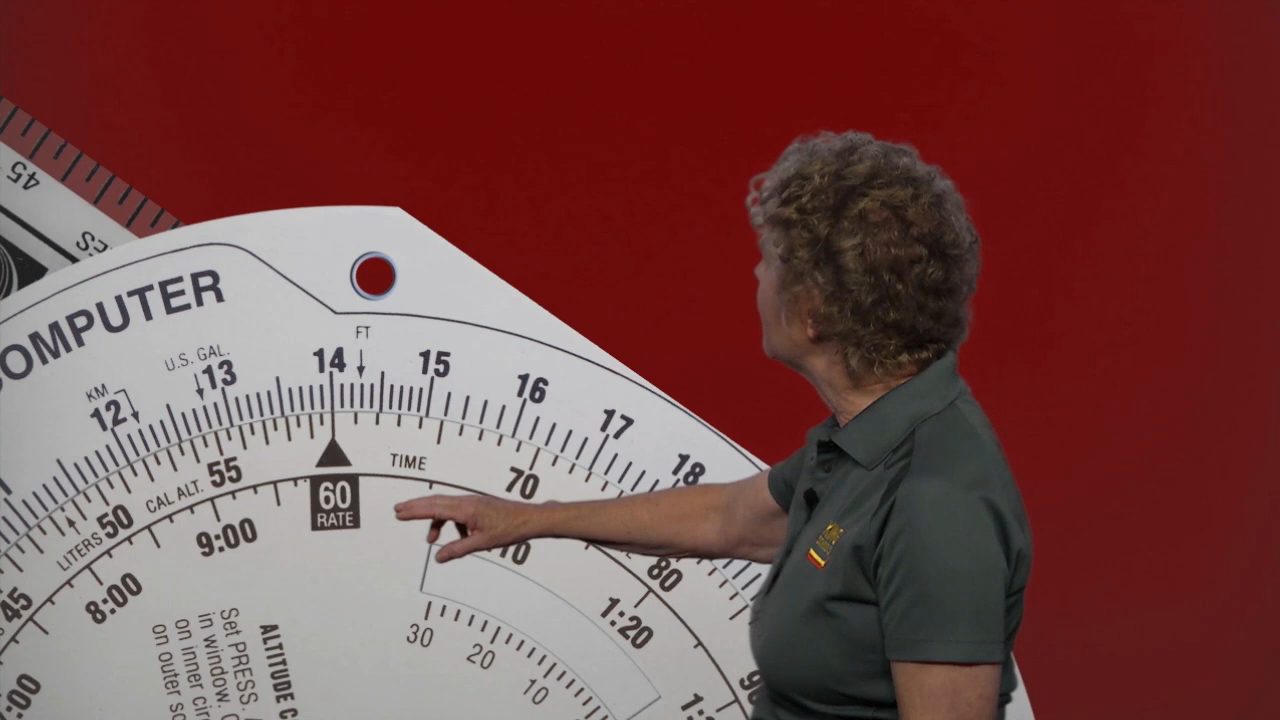 45
COMPUTER
FT
U.S. GAL.
KM
12
13
14
15
16
17
18
TIME
CAL ALT.
LITERS
45
50
55
60
RATE
70
80
8:00
9:00
1:20
30
20
10
ALTITUDE C
Set PRESS.
in window.
on inner cir
on outer sc